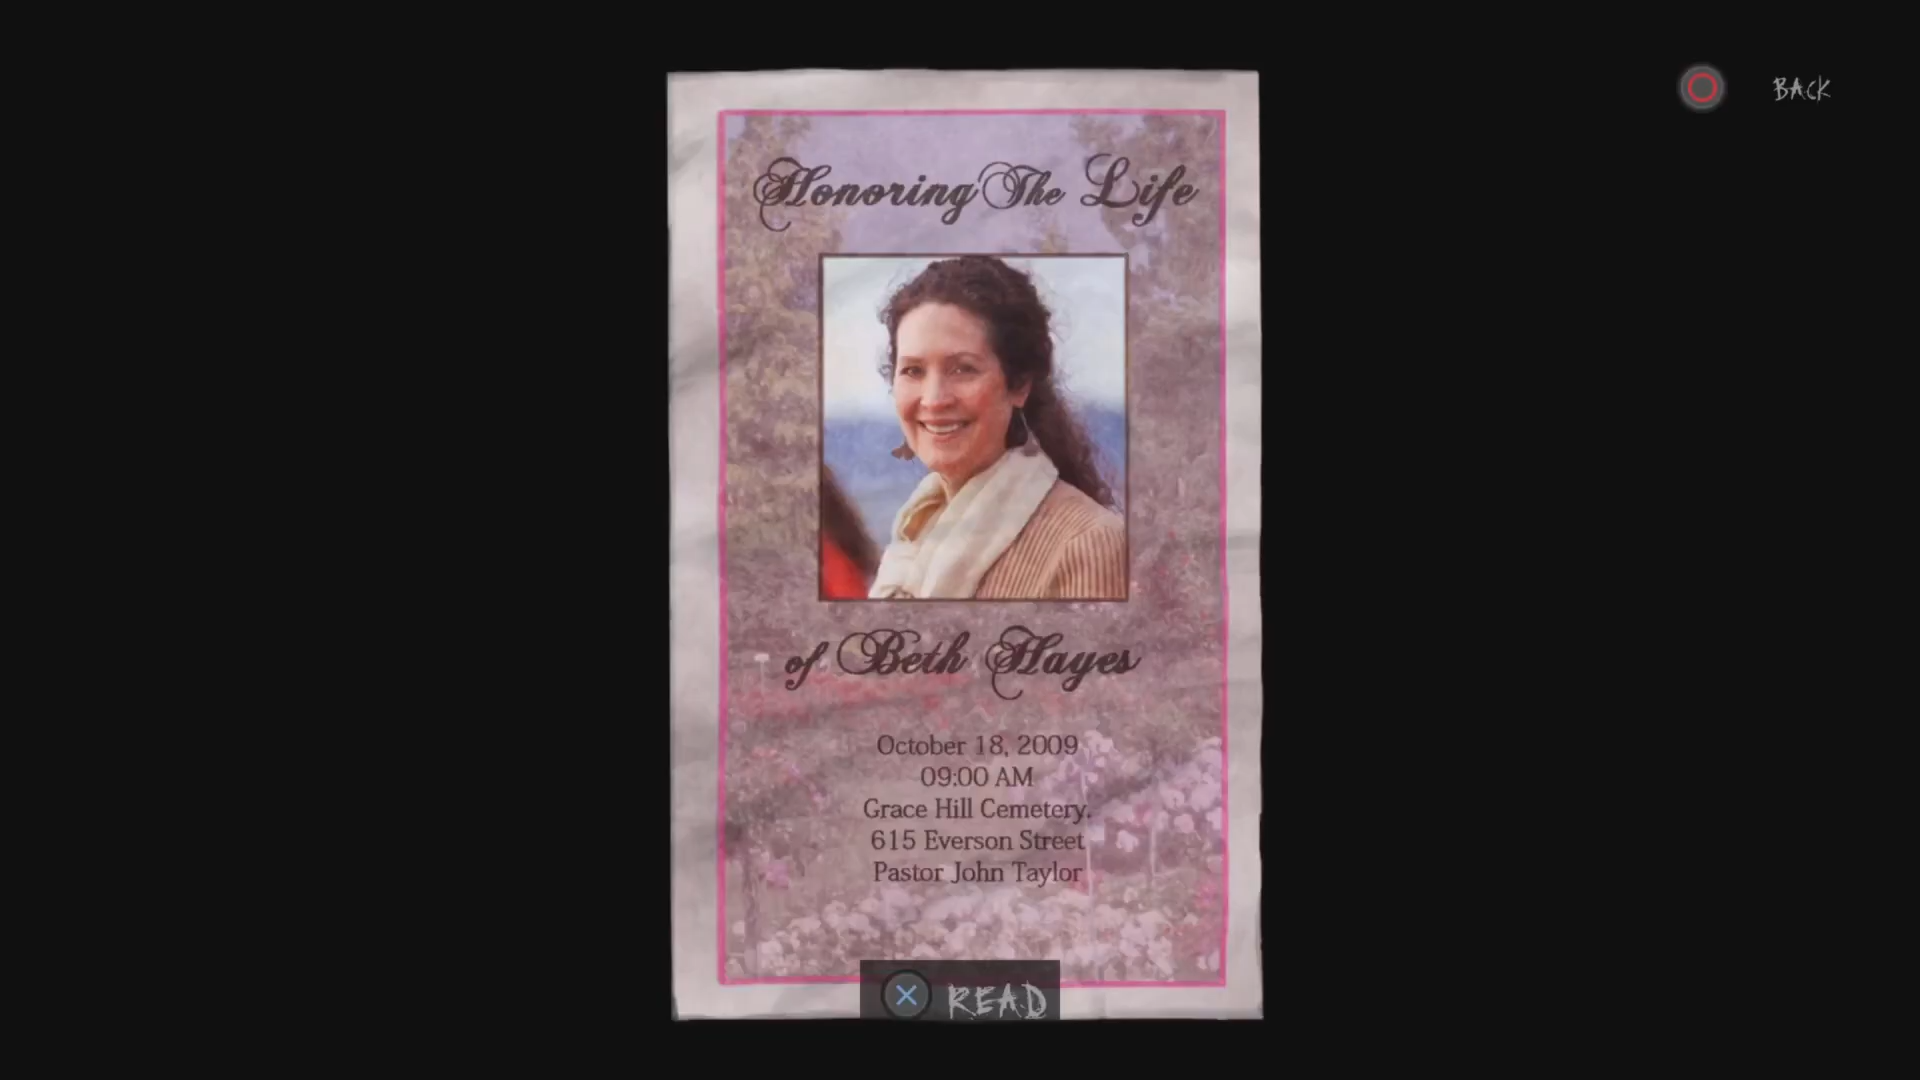 BACK
Honoring The Life
of Beth Hayes
October 18, 2009
09:00 AM
Grace Hill Cemetery.
615 Everson Street
Pastor John Taylor
READ